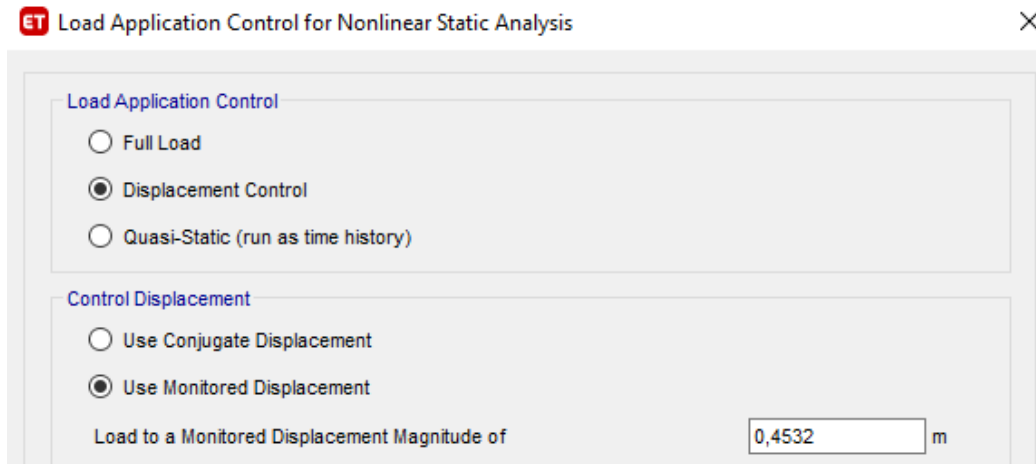 ET Load Application Control for Nonlinear Static Analysis
Load Application Control
Full Load
Displacement Control
Quasi-Static (run as time history)
Control Displacement
Use Conjugate Displacement
Use Monitored Displacement
Load to a Monitored Displacement Magnitude of 0,4532 m